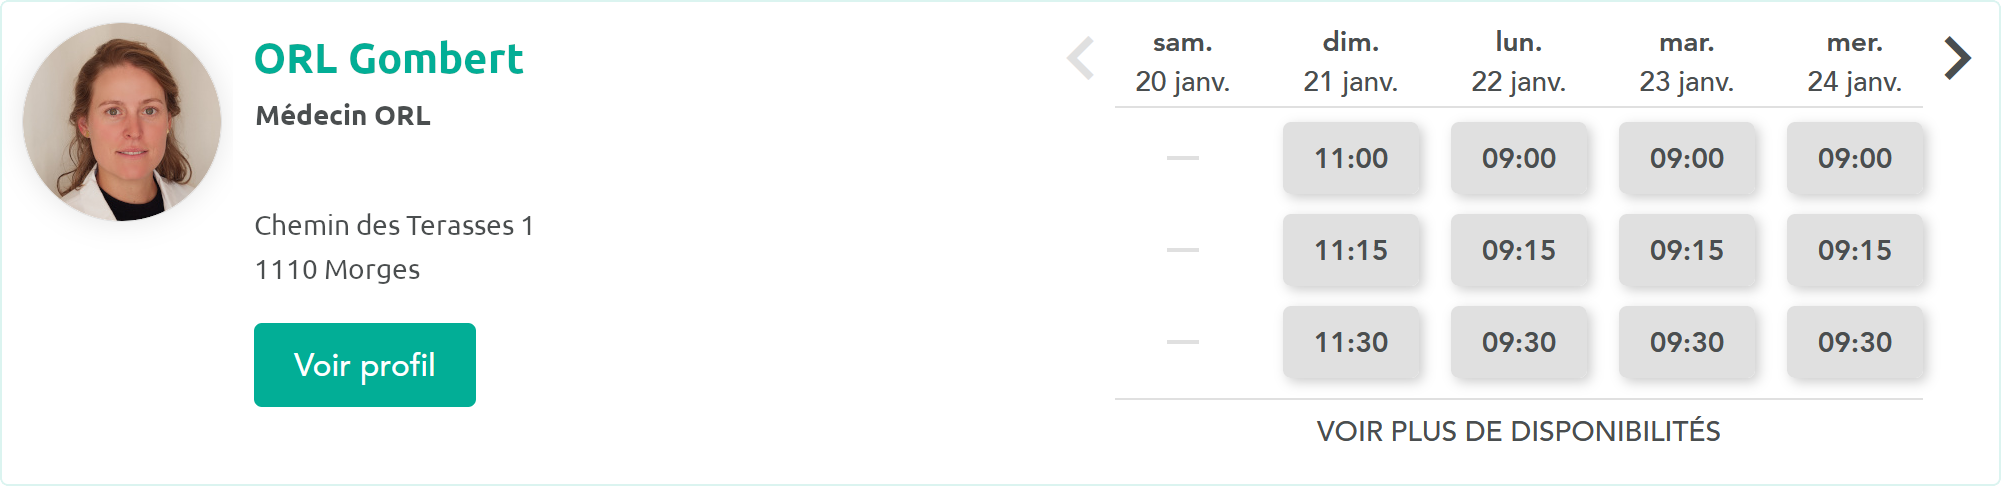 ORL Gombert
Médecin ORL
Chemin des Terasses 1
1110 Morges
Voir profil
sam. dim. lun. mar. mer.
20 janv. 21 janv. 22 janv. 23 janv. 24 janv.
— 11:00 09:00 09:00 09:00
— 11:15 09:15 09:15 09:15
— 11:30 09:30 09:30 09:30
VOIR PLUS DE DISPONIBILITÉS